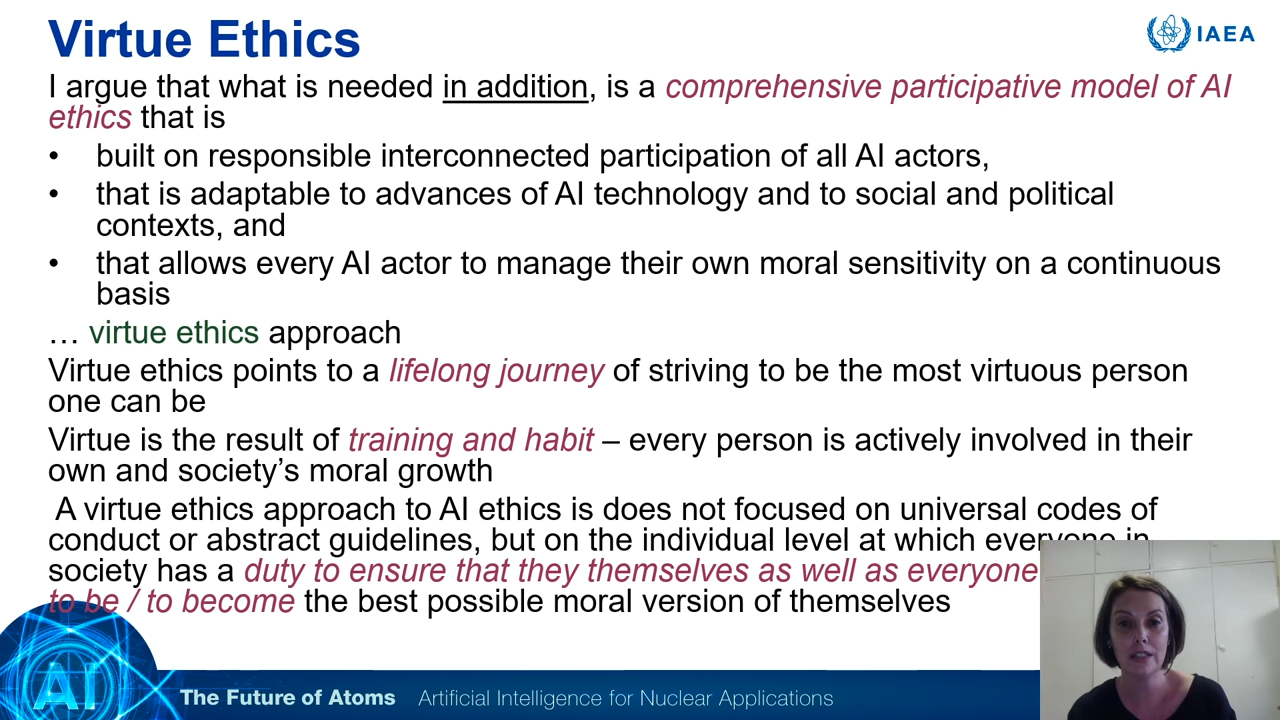 Virtue Ethics
IAEA
I argue that what is needed in addition, is a comprehensive participative model of AI
ethics that is
• built on responsible interconnected participation of all AI actors,
• that is adaptable to advances of AI technology and to social and political
contexts, and
• that allows every AI actor to manage their own moral sensitivity on a continuous
basis
… virtue ethics approach
Virtue ethics points to a lifelong journey of striving to be the most virtuous person
one can be
Virtue is the result of training and habit – every person is actively involved in their
own and society’s moral growth
A virtue ethics approach to AI ethics is does not focused on universal codes of
conduct or abstract guidelines, but on the individual level at which everyone in
society has a duty to ensure that they themselves as well as everyone
to be / to become the best possible moral version of themselves
AI
The Future of Atoms Artificial Intelligence for Nuclear Applications